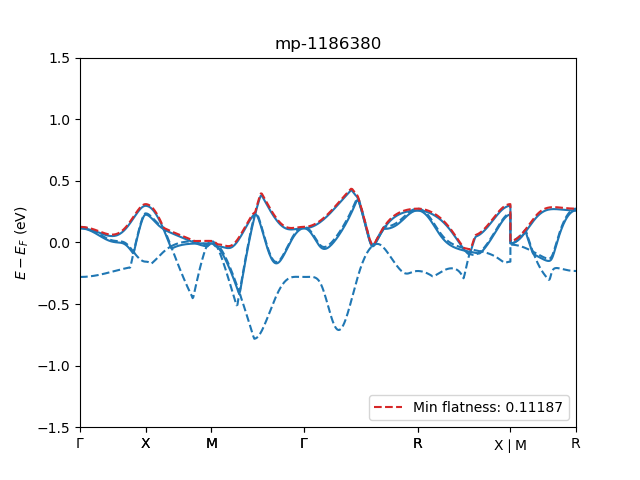 mp-1186380
E − E_F (eV)
1.5
1.0
0.5
0.0
−0.5
−1.0
−1.5
Min flatness: 0.11187
Γ X M Γ R X | M R